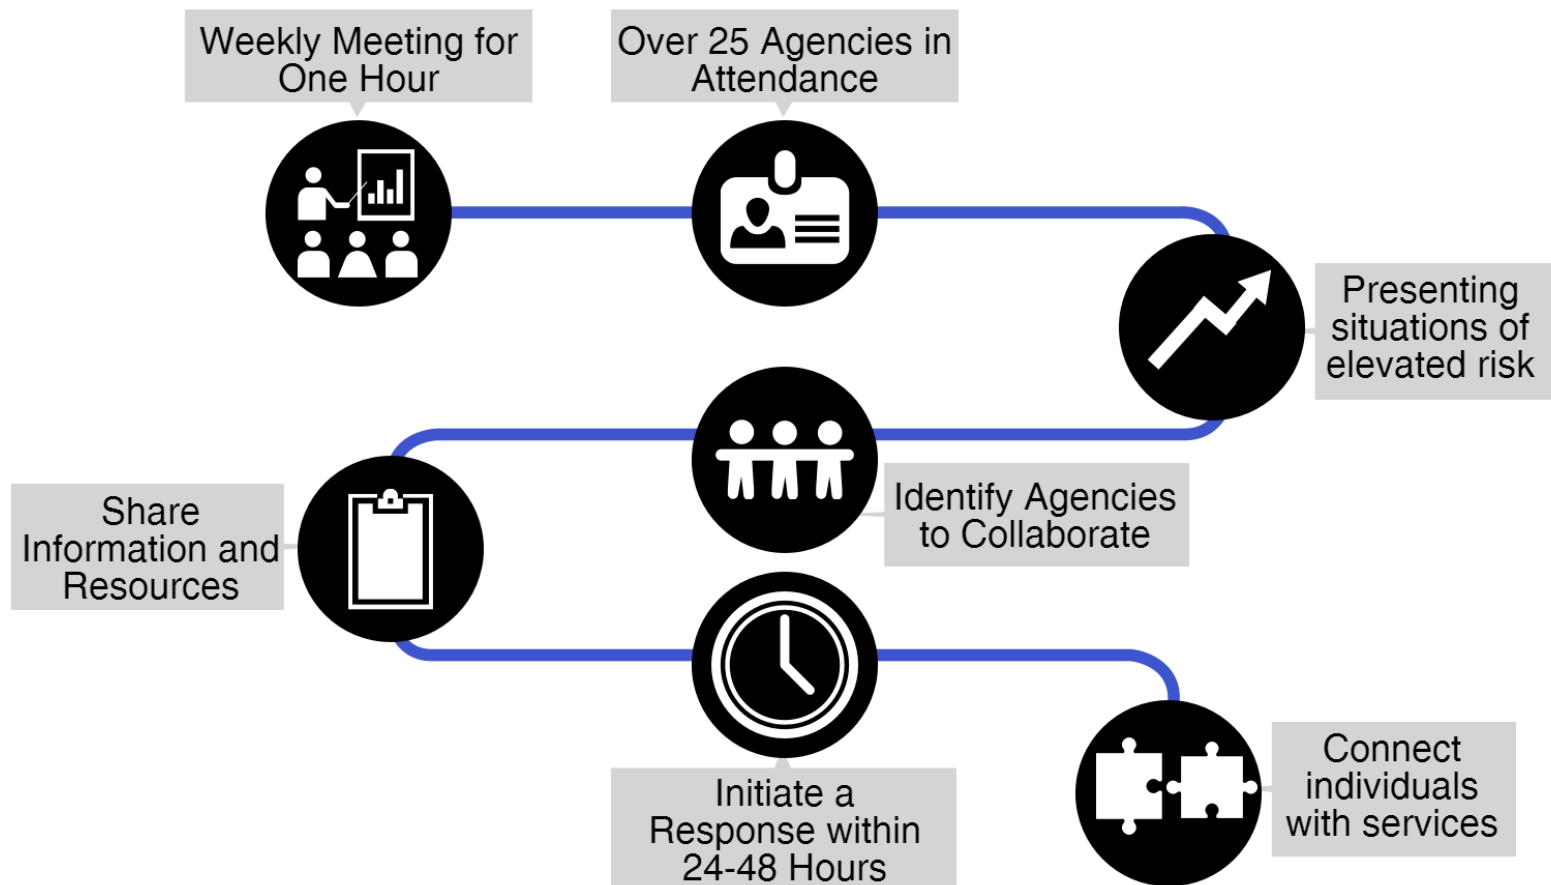 Weekly Meeting for
One Hour
Over 25 Agencies in
Attendance
Presenting
situations of
elevated risk
Identify Agencies
to Collaborate
Share
Information and
Resources
Initiate a
Response within
24-48 Hours
Connect
individuals
with services